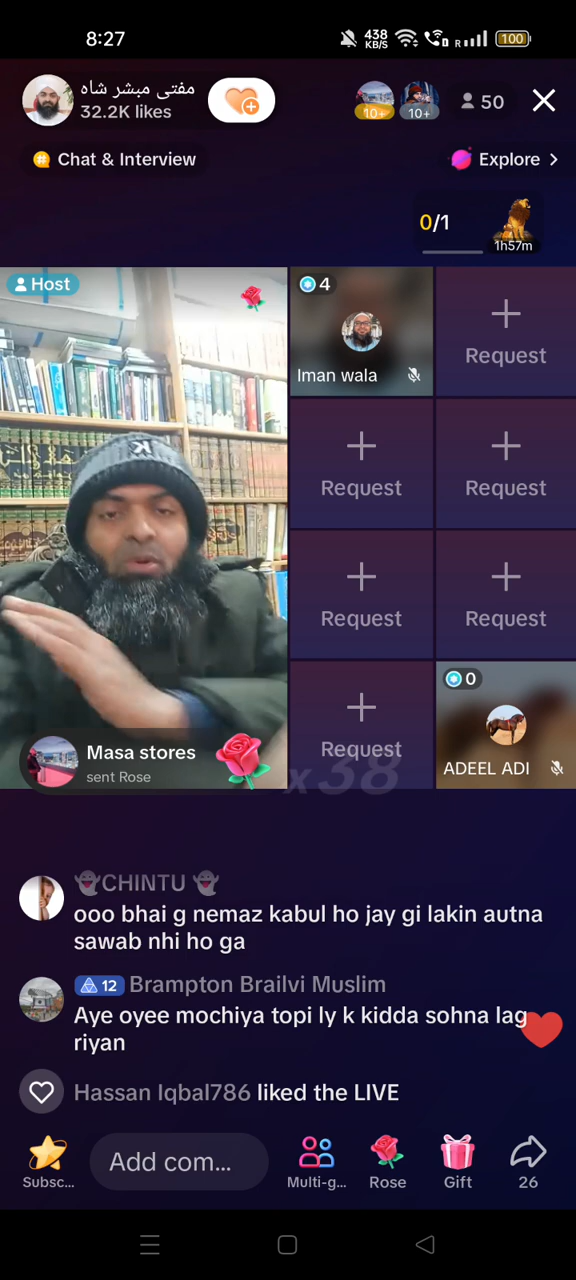 8:27
438
KB/S
R
100
مفتی مبشر شاہ
32.2K likes
10+
10+
50
Chat & Interview
Explore >
0/1
1h57m
Host
4
Iman wala
K
Request
Request
Request
Request
Request
Request
0
ADEEL ADI
Masa stores
sent Rose
x38
👻CHINTU 👻
ooo bhai g nemaz kabul ho jay gi lakin autna
sawab nhi ho ga
12 Brampton Brailvi Muslim
Aye oyee mochiya topi ly k kidda sohna lag
riyan
Hassan Iqbal786 liked the LIVE
Subsc...
Add com...
Multi-g...
Rose
Gift
26